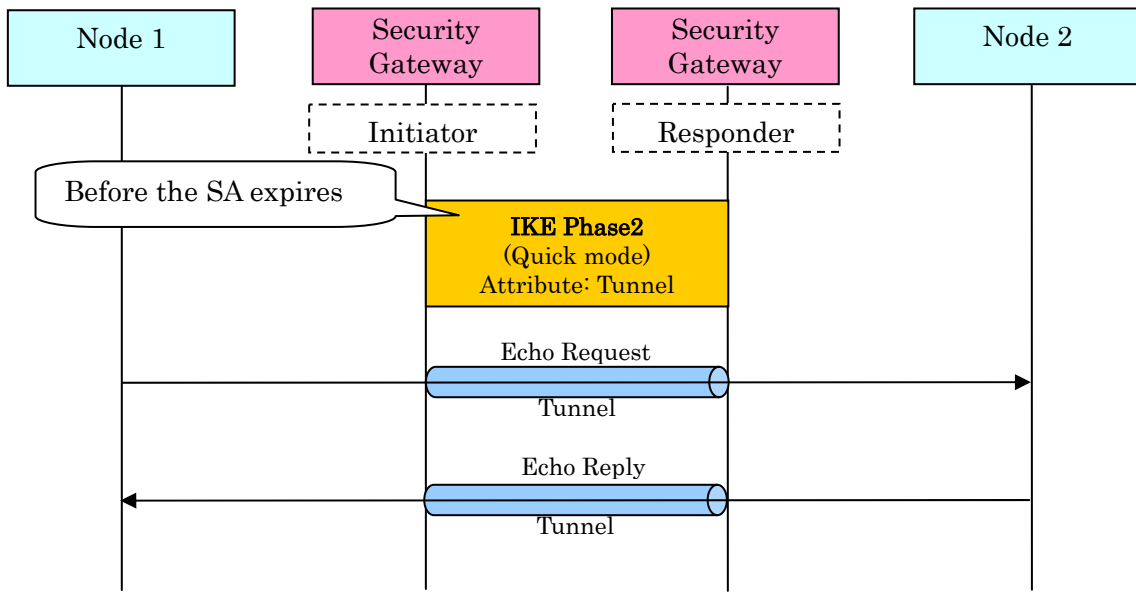 Node 1
Security
Gateway
Security
Gateway
Node 2
Initiator
Responder
Before the SA expires
IKE Phase2
(Quick mode)
Attribute: Tunnel
Echo Request
Tunnel
Echo Reply
Tunnel